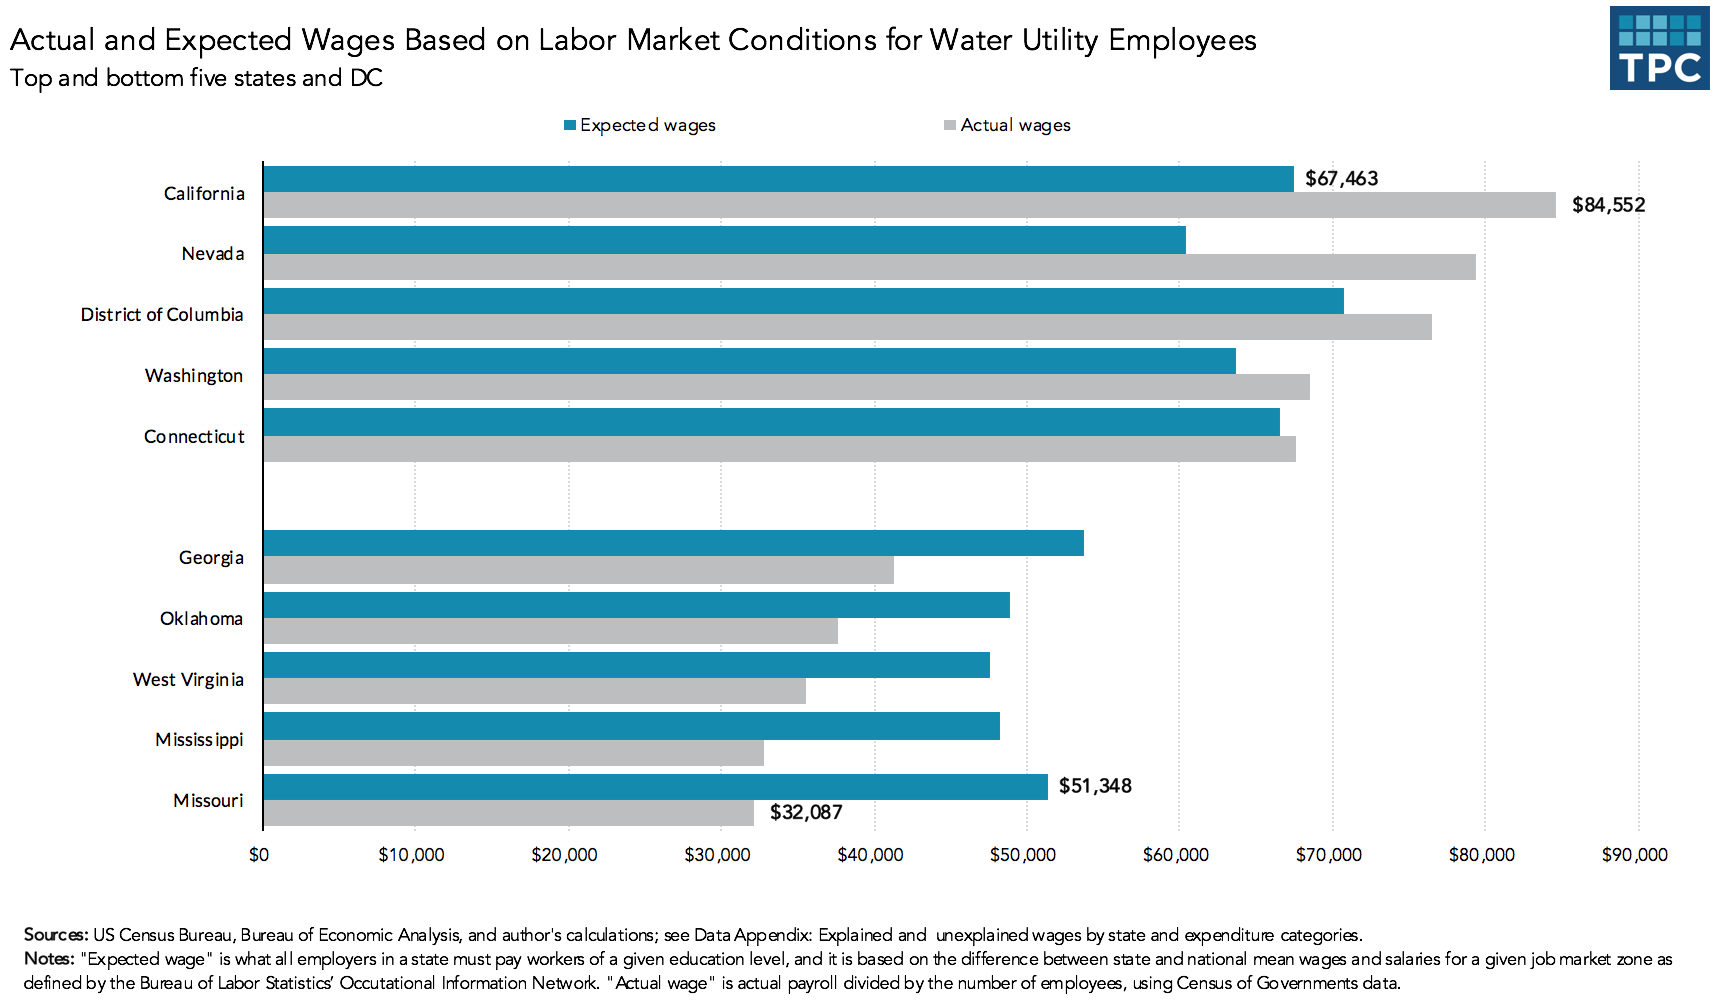 Actual and Expected Wages Based on Labor Market Conditions for Water Utility Employees
Top and bottom five states and DC
TPC
Expected wages
Actual wages
California
$67,463
$84,552
Nevada
District of Columbia
Washington
Connecticut
Georgia
Oklahoma
West Virginia
Mississippi
Missouri
$51,348
$32,087
$0
$10,000
$20,000
$30,000
$40,000
$50,000
$60,000
$70,000
$80,000
$90,000
Sources: US Census Bureau, Bureau of Economic Analysis, and author's calculations; see Data Appendix: Explained and unexplained wages by state and expenditure categories.
Notes: "Expected wage" is what all employers in a state must pay workers of a given education level, and it is based on the difference between state and national mean wages and salaries for a given job market zone as
defined by the Bureau of Labor Statistics’ Occutational Information Network. "Actual wage" is actual payroll divided by the number of employees, using Census of Governments data.